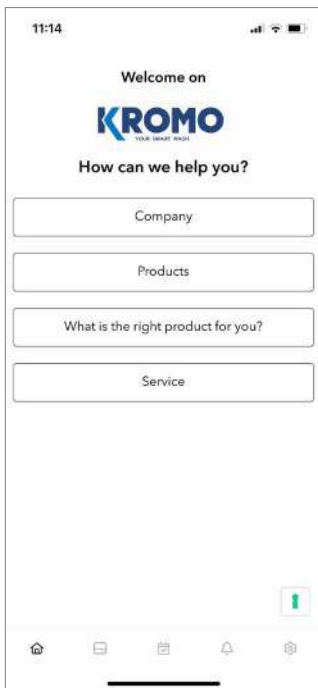 11:14
Welcome on
KROMO
YOUR SMART WASH
How can we help you?
Company
Products
What is the right product for you?
Service